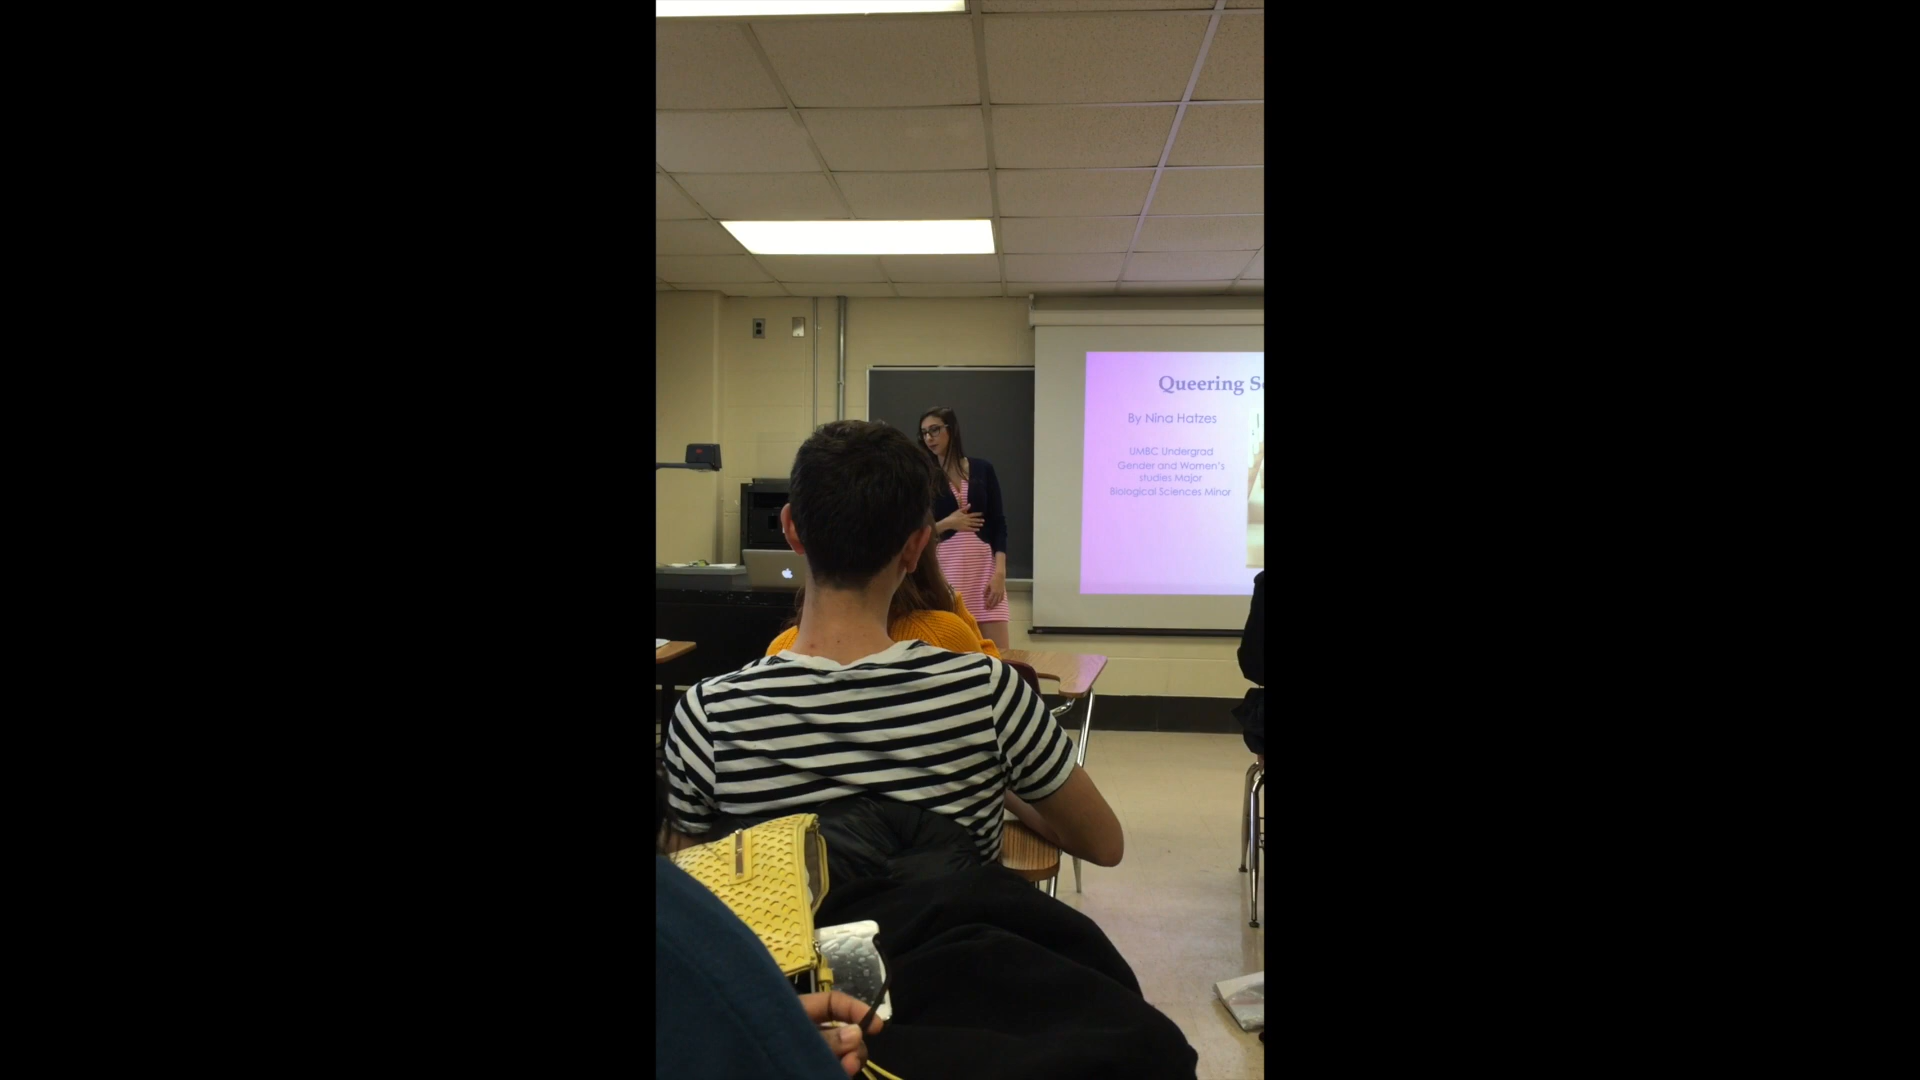 Queering
By Nina Hatzes
UMBC Undergrad
Gender and Women's
studies Major
Biological Sciences Minor